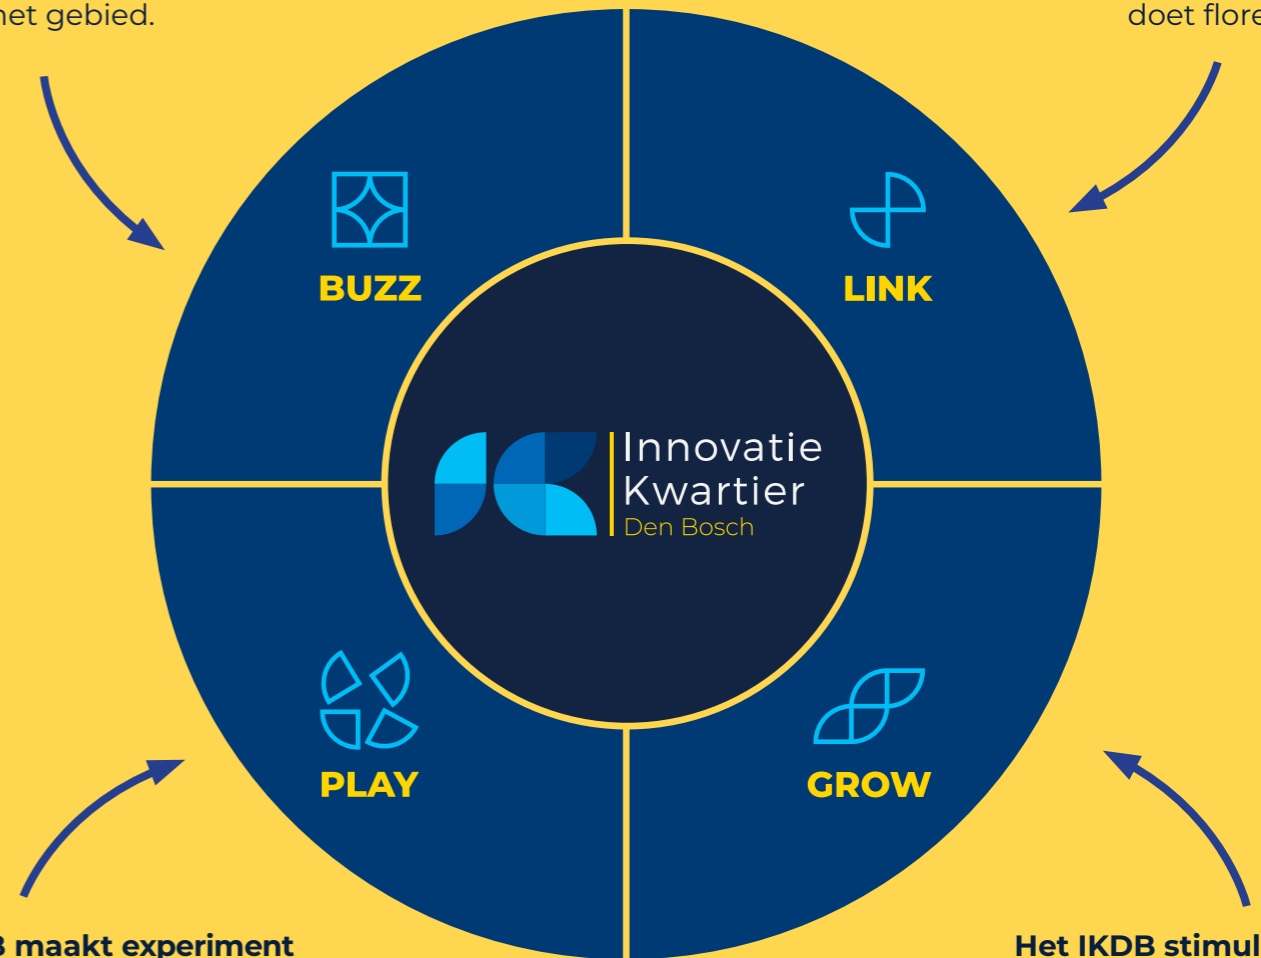 het gebied.
doet flore
BUZZ
LINK
Innovatie
Kwartier
Den Bosch
PLAY
GROW
B maakt experiment
Het IKDB stimul